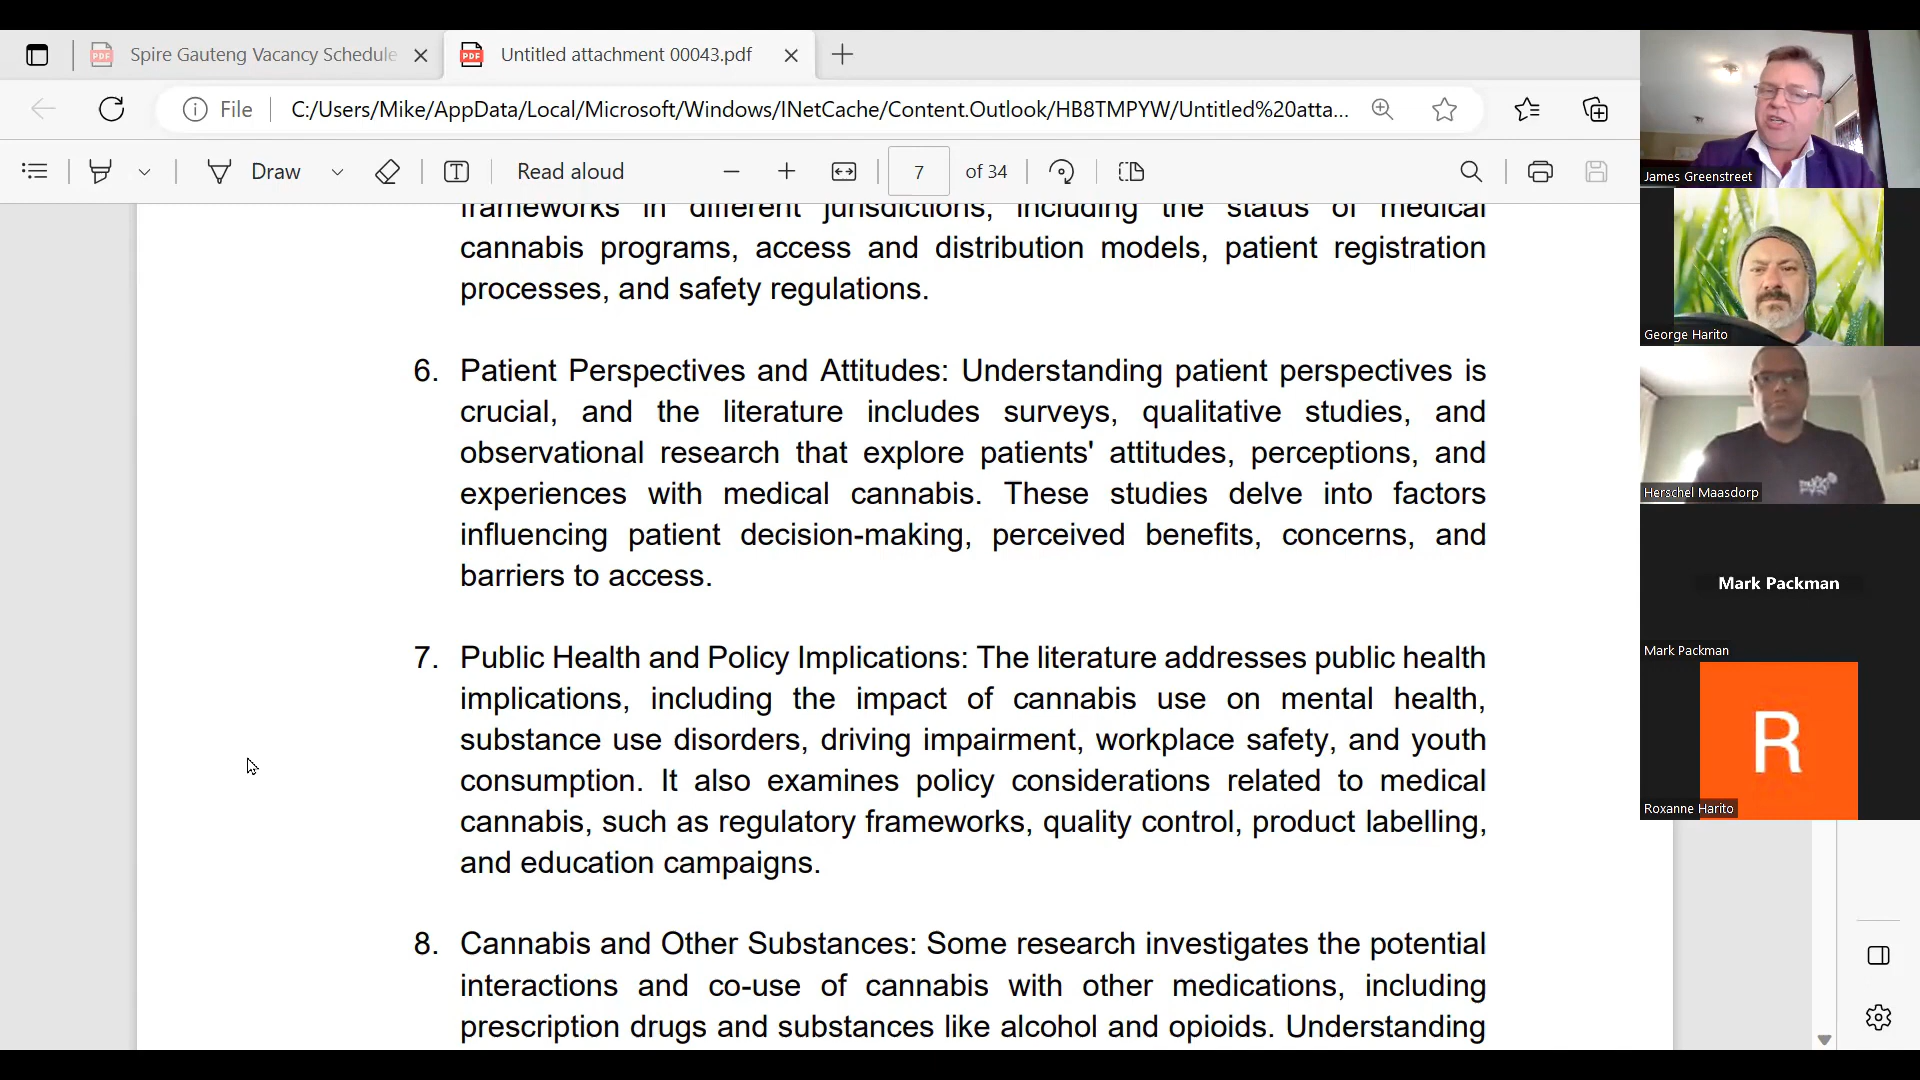 Spire Gauteng Vacancy Schedule
Untitled attachment 00043.pdf
File
C:/Users/Mike/AppData/Local/Microsoft/Windows/INetCache/Content.Outlook/HB8TMPYW/Untitled%20atta...
Draw
Read aloud
7 of 34
frameworks in different jurisdictions, including the status of medical
cannabis programs, access and distribution models, patient registration
processes, and safety regulations.
6. Patient Perspectives and Attitudes: Understanding patient perspectives is
crucial, and the literature includes surveys, qualitative studies, and
observational research that explore patients' attitudes, perceptions, and
experiences with medical cannabis. These studies delve into factors
influencing patient decision-making, perceived benefits, concerns, and
barriers to access.
7. Public Health and Policy Implications: The literature addresses public health
implications, including the impact of cannabis use on mental health,
substance use disorders, driving impairment, workplace safety, and youth
consumption. It also examines policy considerations related to medical
cannabis, such as regulatory frameworks, quality control, product labelling,
and education campaigns.
8. Cannabis and Other Substances: Some research investigates the potential
interactions and co-use of cannabis with other medications, including
prescription drugs and substances like alcohol and opioids. Understanding
James Greenstreet
George Harito
Herschel Maasdorp
Mark Packman
Mark Packman
R
Roxanne Harito